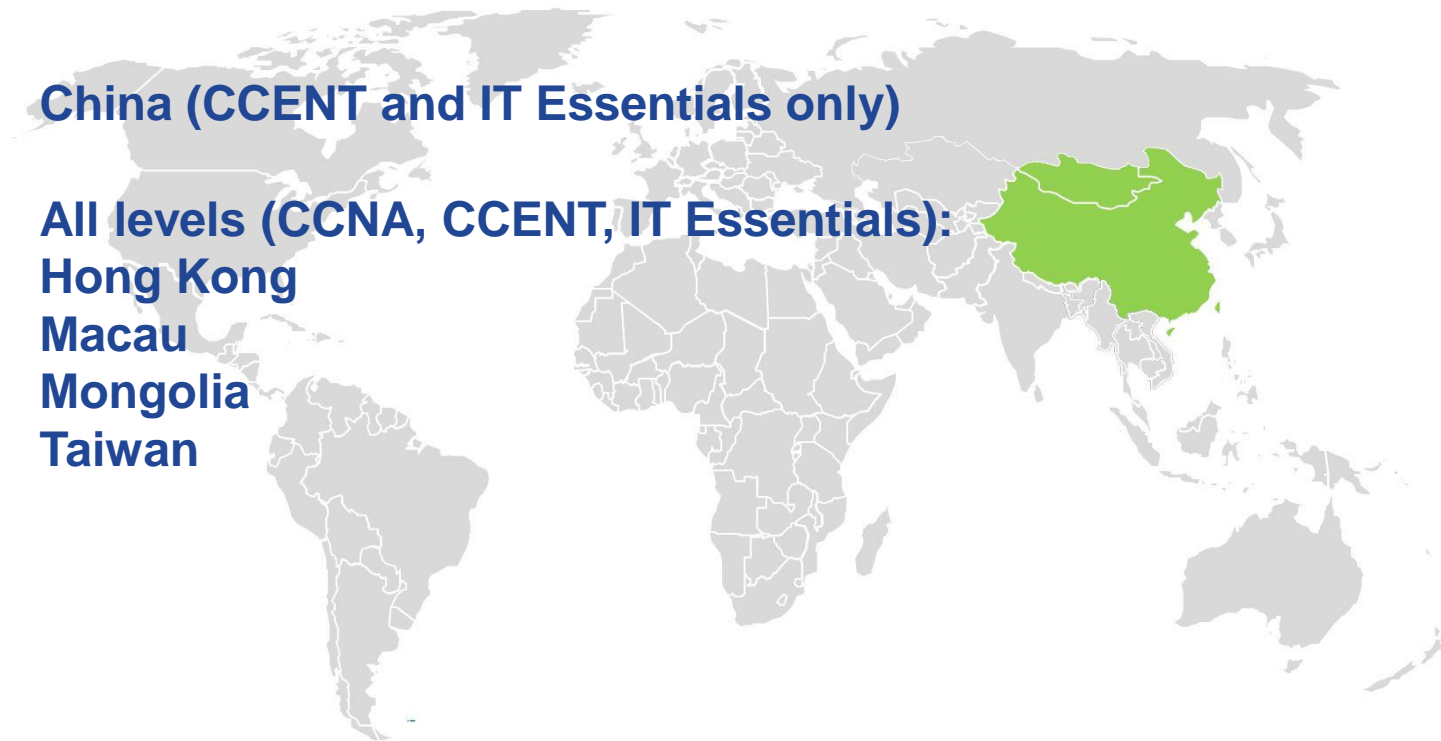 China (CCENT and IT Essentials only)
All levels (CCNA, CCENT, IT Essentials):
Hong Kong
Macau
Mongolia
Taiwan